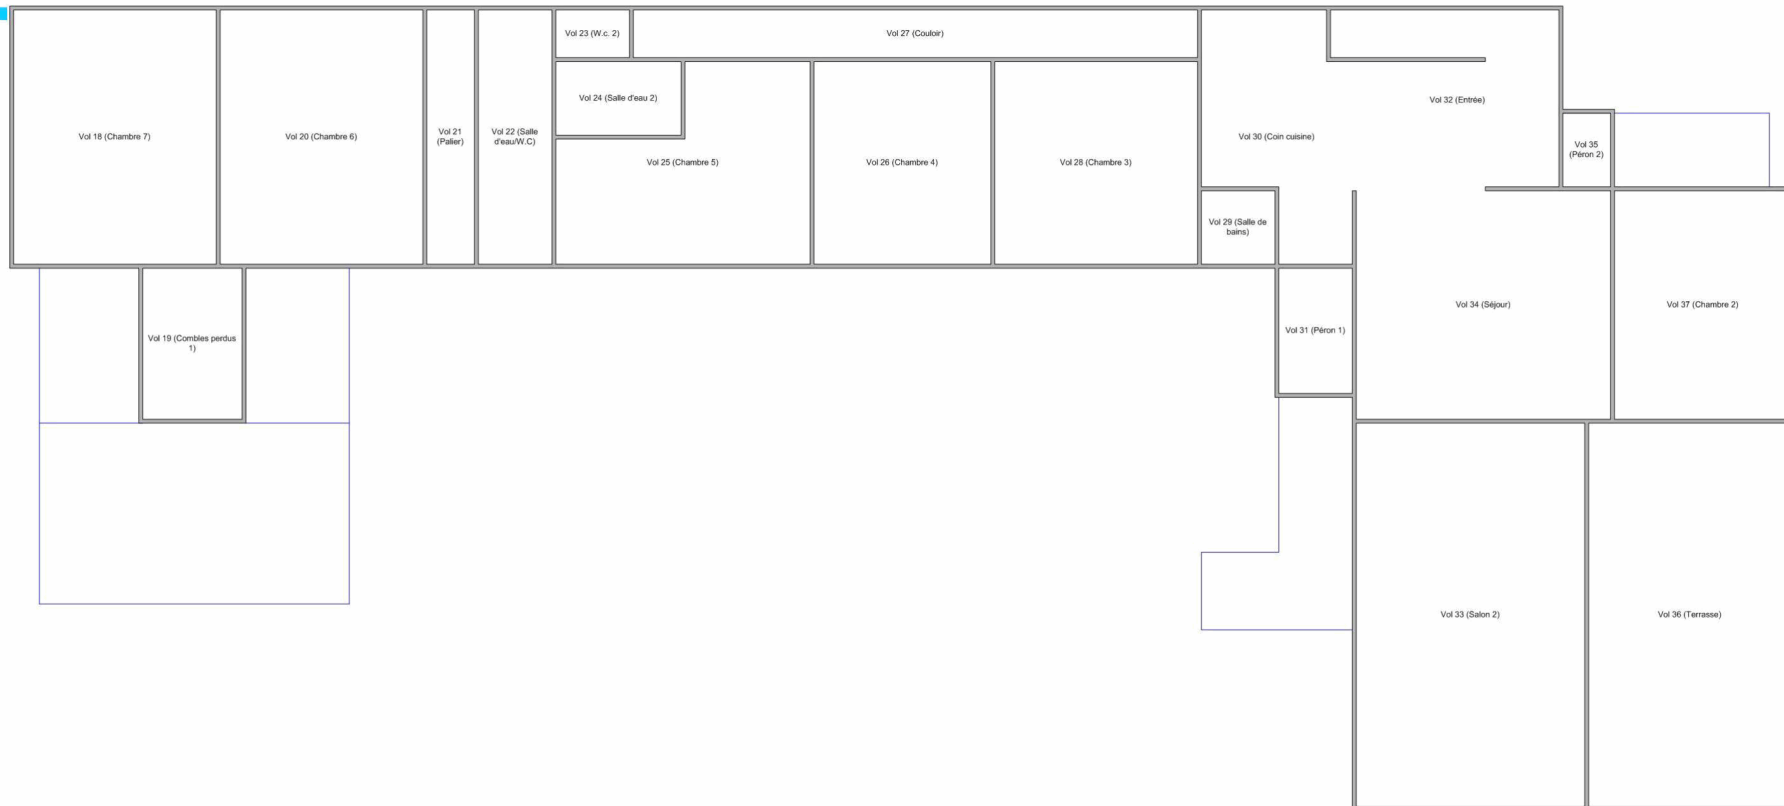 Vol 23 (W.c. 2)
Vol 27 (Couloir)
Vol 24 (Salle d'eau 2)
Vol 32 (Entrée)
Vol 18 (Chambre 7)
Vol 20 (Chambre 6)
Vol 21
(Palier)
Vol 22 (Salle
d'eau/W.C)
Vol 30 (Coin cuisine)
Vol 35
(Péron 2)
Vol 25 (Chambre 5)
Vol 26 (Chambre 4)
Vol 28 (Chambre 3)
Vol 29 (Salle de
bains)
Vol 34 (Séjour)
Vol 37 (Chambre 2)
Vol 31 (Péron 1)
Vol 19 (Combles perdus
1)
Vol 33 (Salon 2)
Vol 36 (Terrasse)